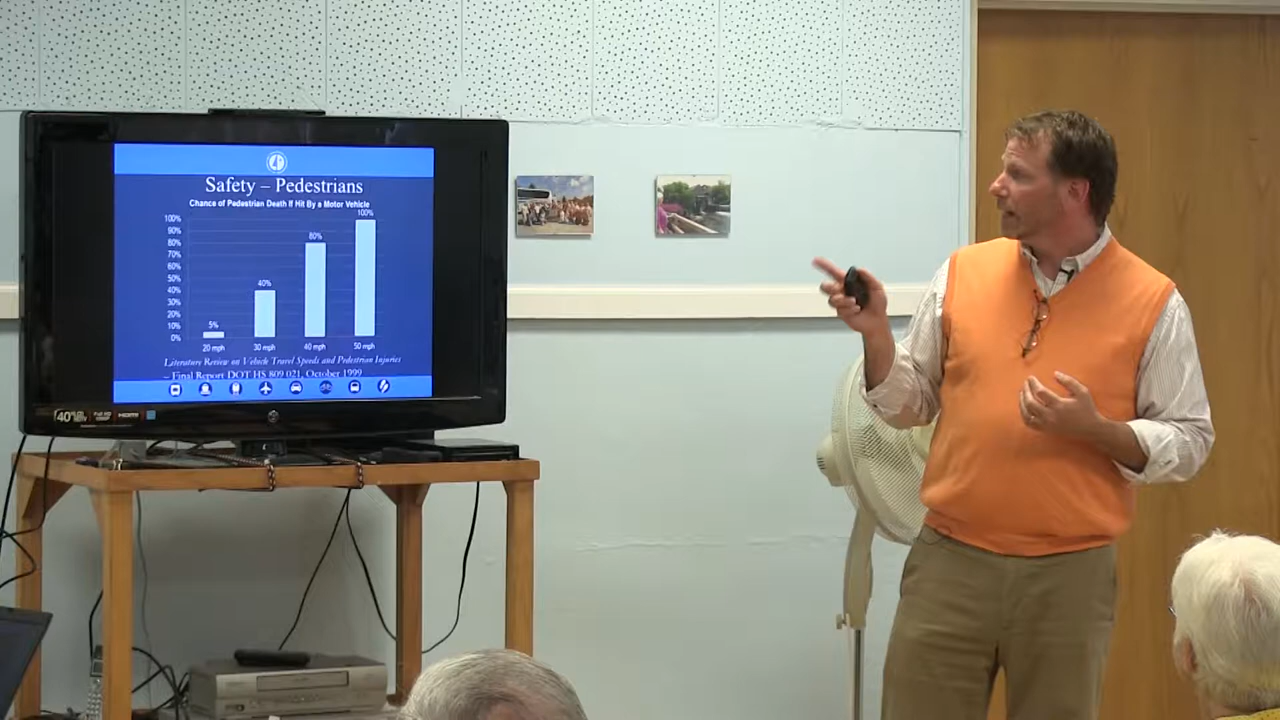 Safety – Pedestrians
Chance of Pedestrian Death If Hit By a Motor Vehicle
100%
100%
90%
80%
80%
70%
60%
50%
40%
40%
30%
20%
10%
5%
0%
20 mph 30 mph 40 mph 50 mph
Literature Review on Vehicle Travel Speeds and Pedestrian Injuries
– Final Report DOT HS 809 021, October 1999
40
HDMI